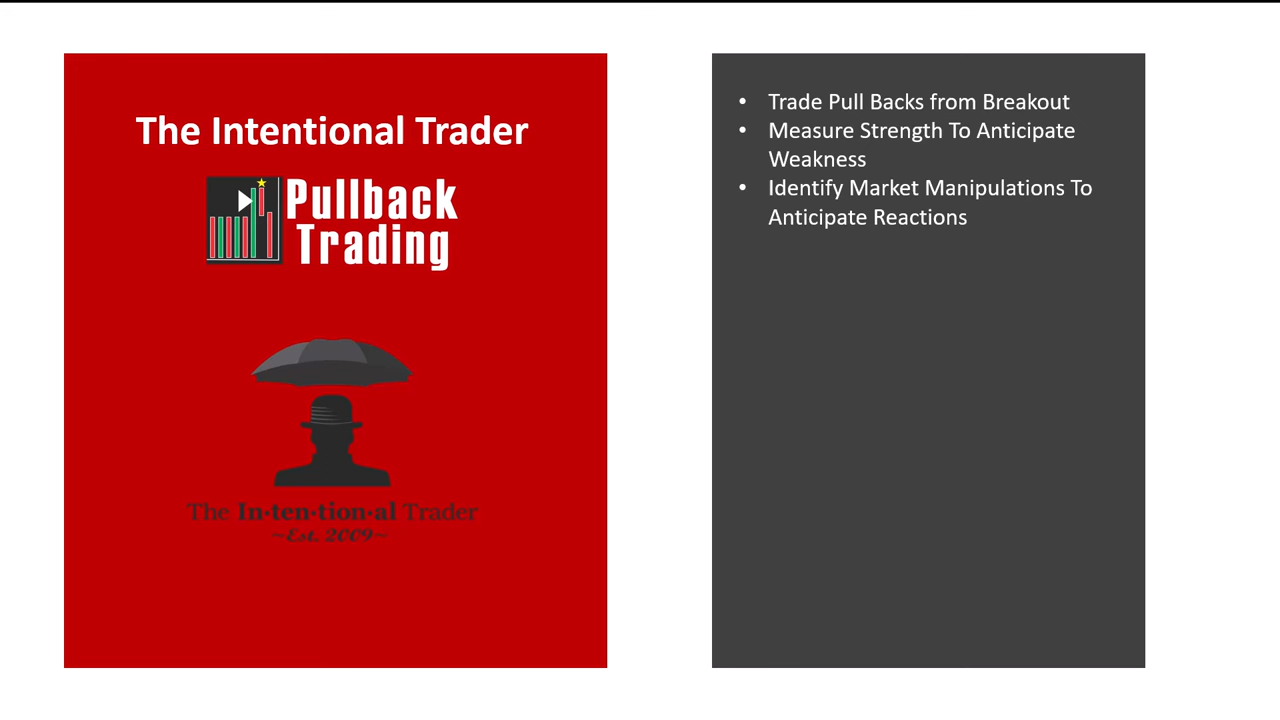 The Intentional Trader
Pullback
Trading
The In·ten·tion·al Trader
~Est. 2009~
• Trade Pull Backs from Breakout
• Measure Strength To Anticipate
Weakness
• Identify Market Manipulations To
Anticipate Reactions